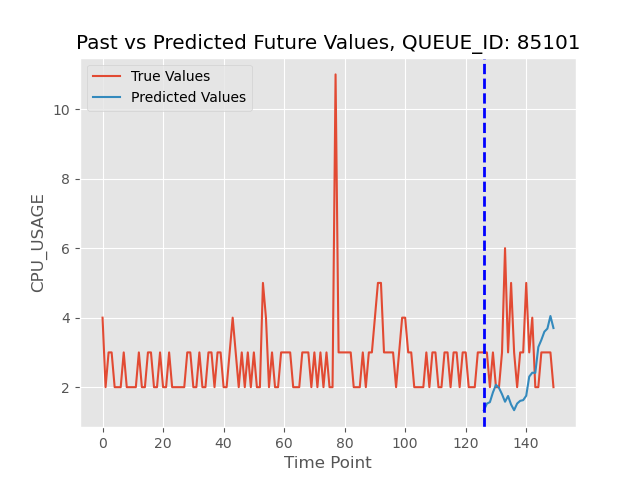 Past vs Predicted Future Values, QUEUE_ID: 85101
True Values
Predicted Values
10
8
6
4
2
CPU_USAGE
0 20 40 60 80 100 120 140
Time Point